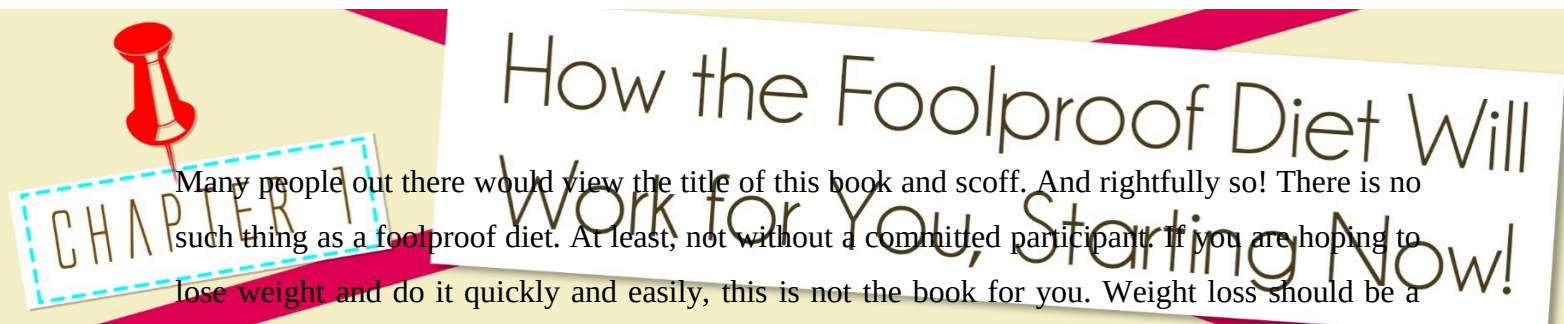 CHAPTER 1
How the Foolproof Diet Will
Work for You, Starting Now!
Many people out there would view the title of this book and scoff. And rightfully so! There is no
such thing as a foolproof diet. At least, not without a committed participant. If you are hoping to
lose weight and do it quickly and easily, this is not the book for you. Weight loss should be a